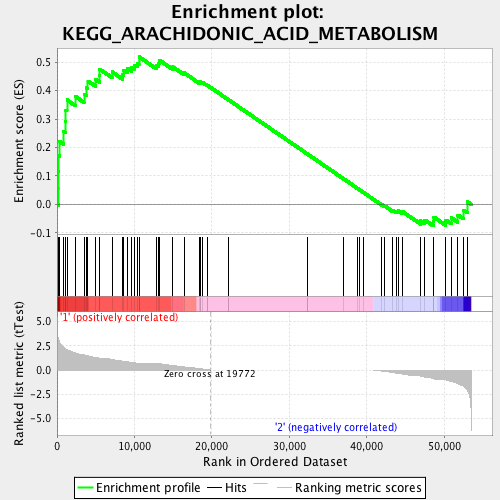 Enrichment plot:
KEGG_ARACHIDONIC_ACID_METABOLISM
Enrichment score (ES)
0.5
0.4
0.3
0.2
0.1
0.0
-0.1
'1' (positively correlated)
Ranked list metric (tTest)
5.0
2.5
0.0
-2.5
-5.0
Zero cross at 19772
'2' (negatively correlated)
0
10,000
20,000
30,000
40,000
50,000
Rank in Ordered Dataset
Enrichment profile
Hits
Ranking metric scores